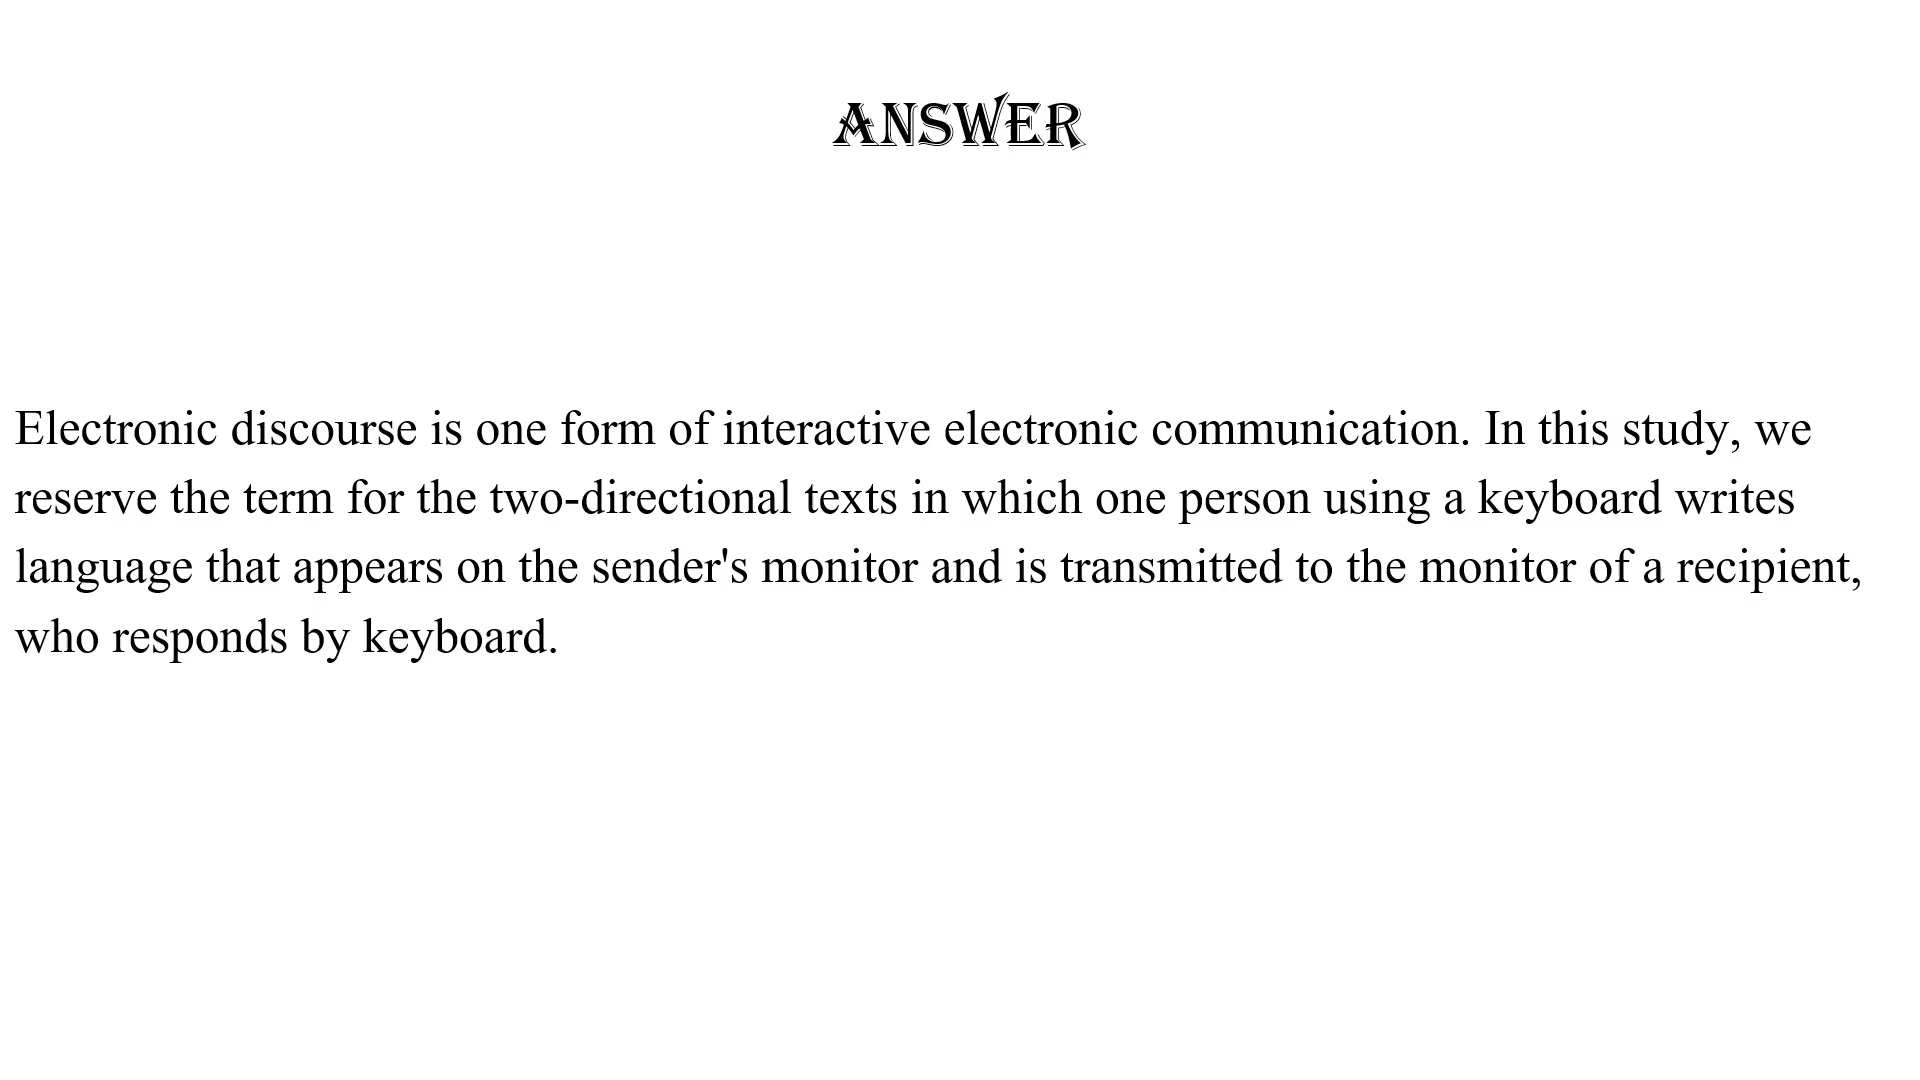 ANSWER
Electronic discourse is one form of interactive electronic communication. In this study, we
reserve the term for the two-directional texts in which one person using a keyboard writes
language that appears on the sender's monitor and is transmitted to the monitor of a recipient,
who responds by keyboard.